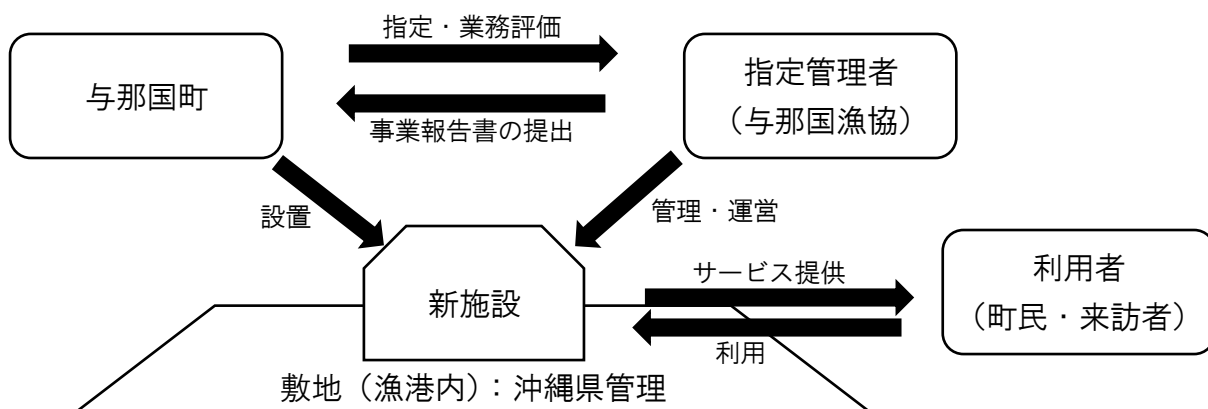 指定・業務評価
与那国町
指定管理者
（与那国漁協）
事業報告書の提出
設置
管理・運営
新施設
サービス提供
利用者
（町民・来訪者）
利用
敷地（漁港内）：沖縄県管理